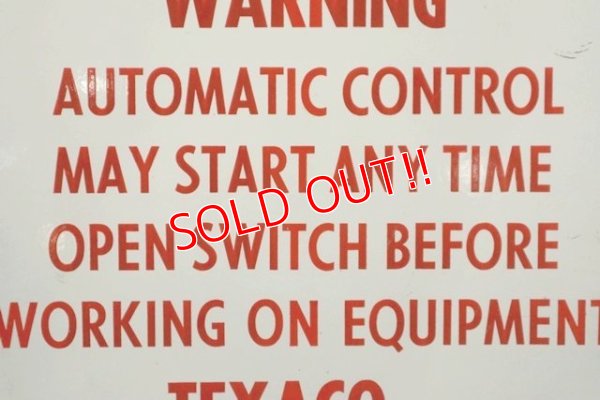 WARNING
AUTOMATIC CONTROL
MAY START ANY TIME
SOLD OUT!!
OPEN SWITCH BEFORE
WORKING ON EQUIPMENT
TEXACO